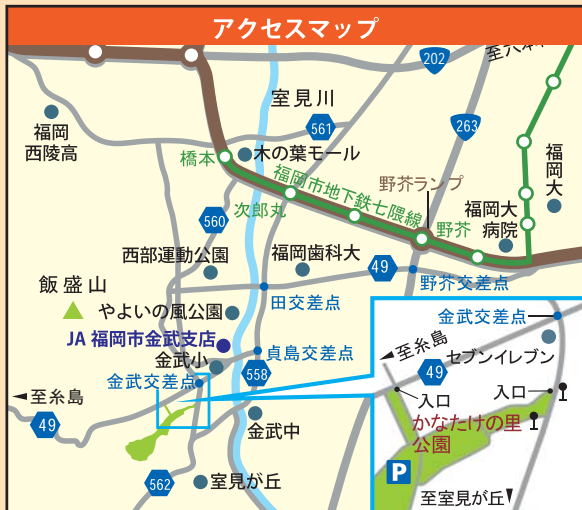 アクセスマップ
202
至六本松
室見川
561
263
福岡
西陵高
橋本
木の葉モール
福岡市地下鉄七隈線
野芥ランプ
福岡大
次郎丸
野芥
福岡大
病院
560
西部運動公園
福岡歯科大
49
野芥交差点
飯盛山
田交差点
やよいの風公園
JA 福岡市金武支店
貞島交差点
金武小
金武交差点
558
至糸島
49
金武中
562
室見が丘
金武交差点
至糸島
セブンイレブン
49
入口
入口
かなたけの里
公園
P
至室見が丘